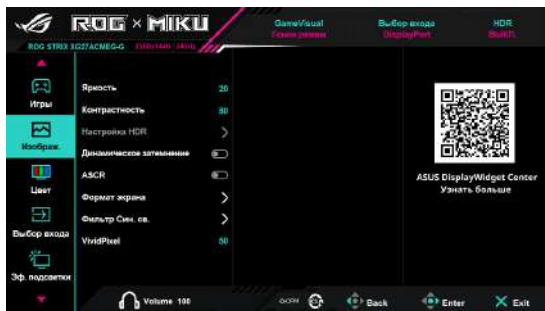 ROG × MIKU
GameVisual
Гонки режим
Выбор входа
DisplayPort
HDR
ВЫКЛ.
ROG STRIX XG27ACMEG-G
Игры
Изображ.
Цвет
Выбор входа
Эф. подсветки
Яркость 20
Контрастность 80
Настройка HDR
Динамическое затемнение
ASCR
Формат экрана
Фильтр Син. св.
VividPixel 50
ASUS DisplayWidget Center
Узнать больше
Volume 100
Back
Enter
Exit